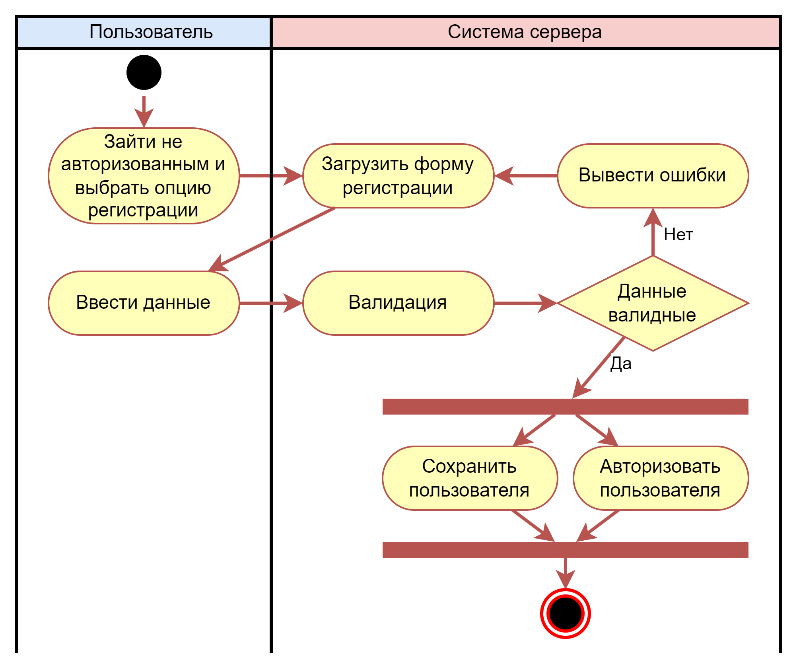 Пользователь
Система сервера
Зайти не
авторизованным и
выбрать опцию
регистрации
Загрузить форму
регистрации
Вывести ошибки
Нет
Ввести данные
Валидация
Данные
валидные
Да
Сохранить
пользователя
Авторизовать
пользователя